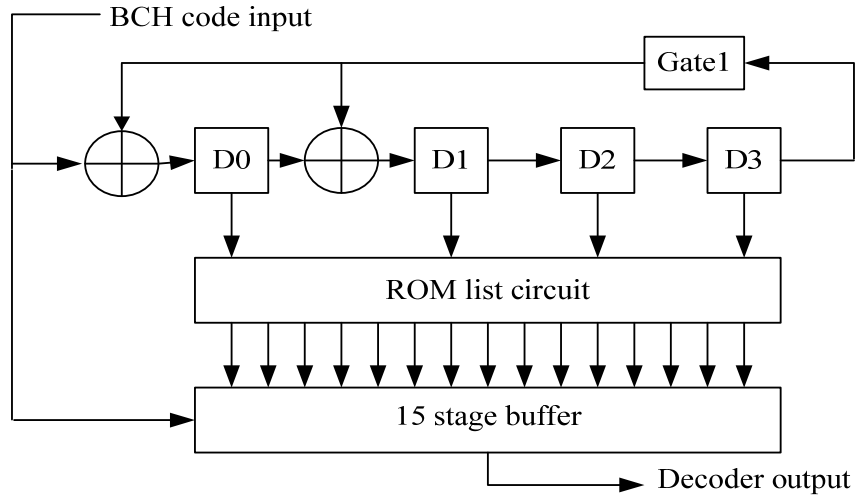 BCH code input
Gate1
D0
D1
D2
D3
ROM list circuit
15 stage buffer
Decoder output